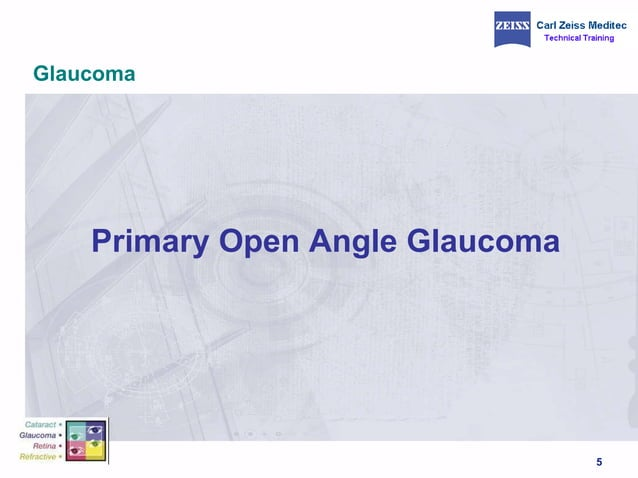 ZEISS
Carl Zeiss Meditec
Technical Training
Glaucoma
Primary Open Angle Glaucoma
Cataract •
Glaucoma •
Retina •
Refractive •
5